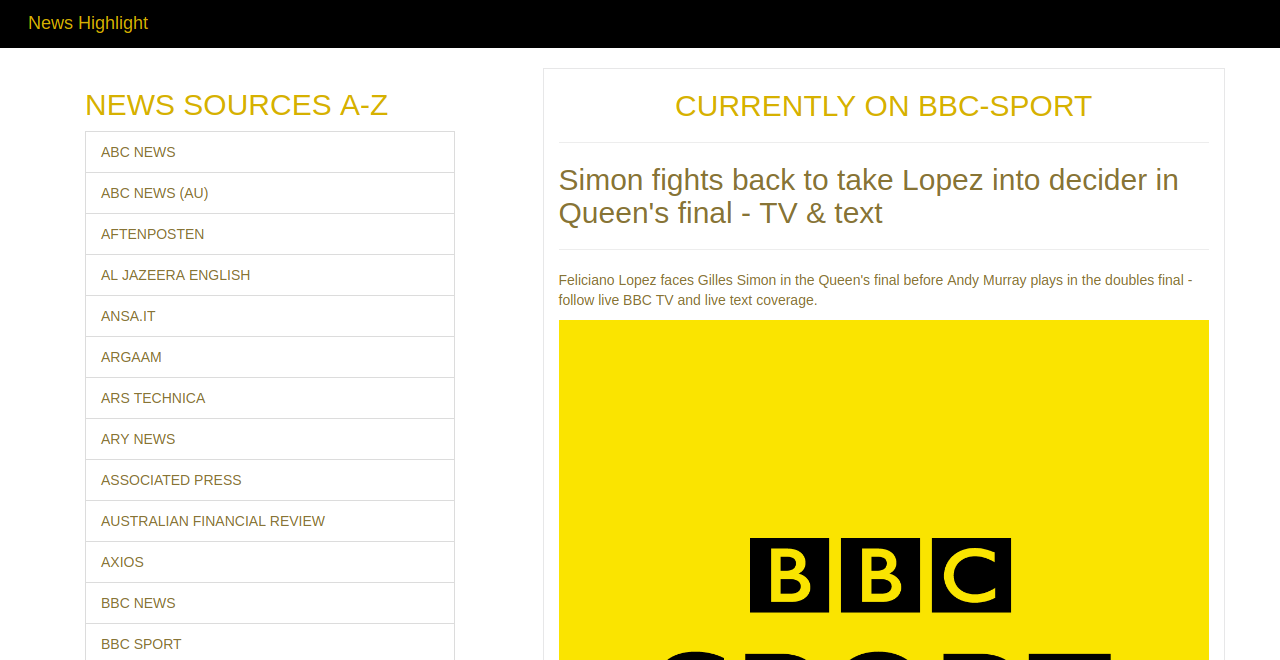 News Highlight
NEWS SOURCES A-Z
ABC NEWS
ABC NEWS (AU)
AFTENPOSTEN
AL JAZEERA ENGLISH
ANSA.IT
ARGAAM
ARS TECHNICA
ARY NEWS
ASSOCIATED PRESS
AUSTRALIAN FINANCIAL REVIEW
AXIOS
BBC NEWS
BBC SPORT
CURRENTLY ON BBC-SPORT
Simon fights back to take Lopez into decider in
Queen's final - TV & text
Feliciano Lopez faces Gilles Simon in the Queen's final before Andy Murray plays in the doubles final -
follow live BBC TV and live text coverage.
BBC
SPORT